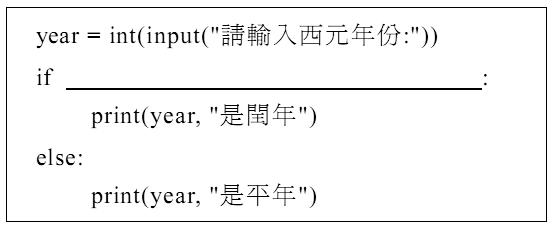 year = int(input("請輸入西元年份:"))
if ______________________________:
print(year, "是閏年")
else:
print(year, "是平年")